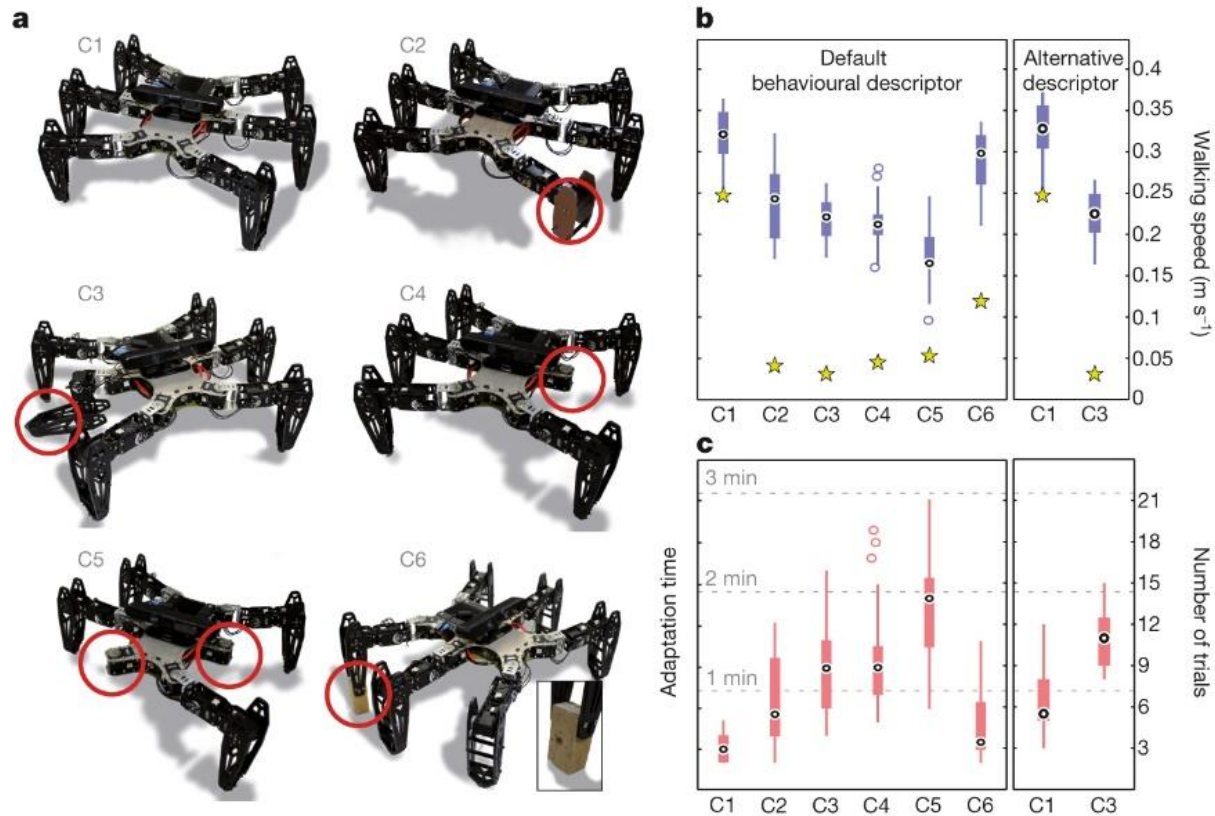 a
C1
C2
C3
C4
C5
C6
b
Default
behavioural descriptor
Alternative
descriptor
0.4
0.35
0.3
0.25
0.2
0.15
0.1
0.05
0
Walking speed (m s⁻¹)
C1 C2 C3 C4 C5 C6 C1 C3
c
3 min
2 min
1 min
Adaptation time
21
18
15
12
9
6
3
Number of trials
C1 C2 C3 C4 C5 C6 C1 C3